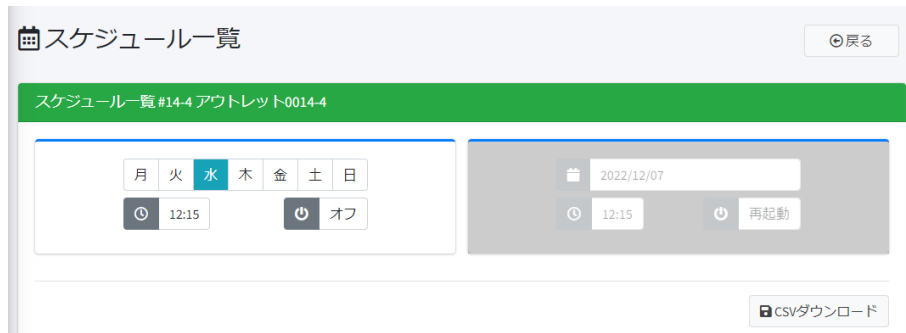 スケジュール一覧
戻る
スケジュール一覧 #14-4 アウトレット0014-4
月 火 水 木 金 土 日
12:15 オフ
2022/12/07
12:15 再起動
CSVダウンロード